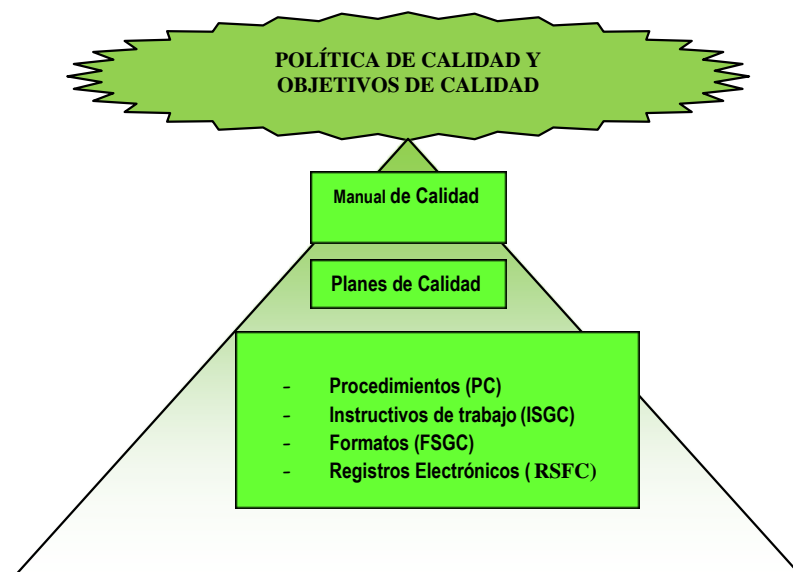 POLÍTICA DE CALIDAD Y
OBJETIVOS DE CALIDAD
Manual de Calidad
Planes de Calidad
- Procedimientos (PC)
- Instructivos de trabajo (ISGC)
- Formatos (FSGC)
- Registros Electrónicos ( RSFC)